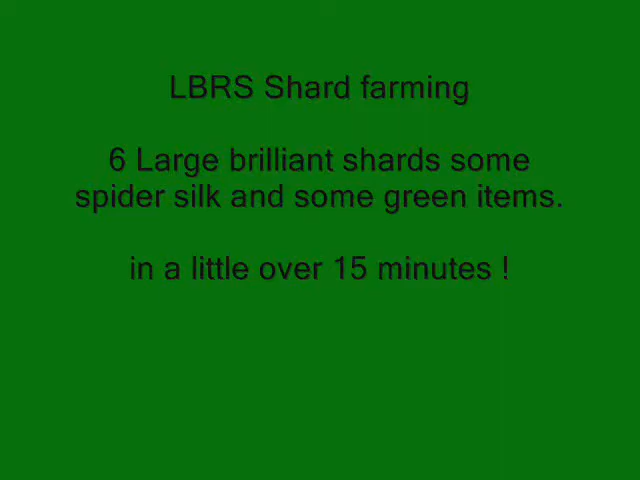 LBRS Shard farming
6 Large brilliant shards some
spider silk and some green items.
in a little over 15 minutes !